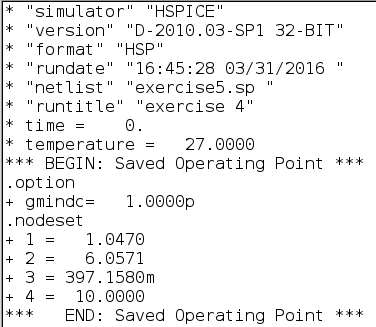 * "simulator" "HSPICE"
* "version" "D-2010.03-SP1 32-BIT"
* "format" "HSP"
* "rundate" "16:45:28 03/31/2016 "
* "netlist" "exercise5.sp "
* "runtitle" "exercise 4"
* time =    0.
* temperature =   27.0000
*** BEGIN: Saved Operating Point ***
.option
+ gmindc=   1.0000p
.nodeset
+ 1 =   1.0470
+ 2 =   6.0571
+ 3 = 397.1580m
+ 4 =  10.0000
***   END: Saved Operating Point ***